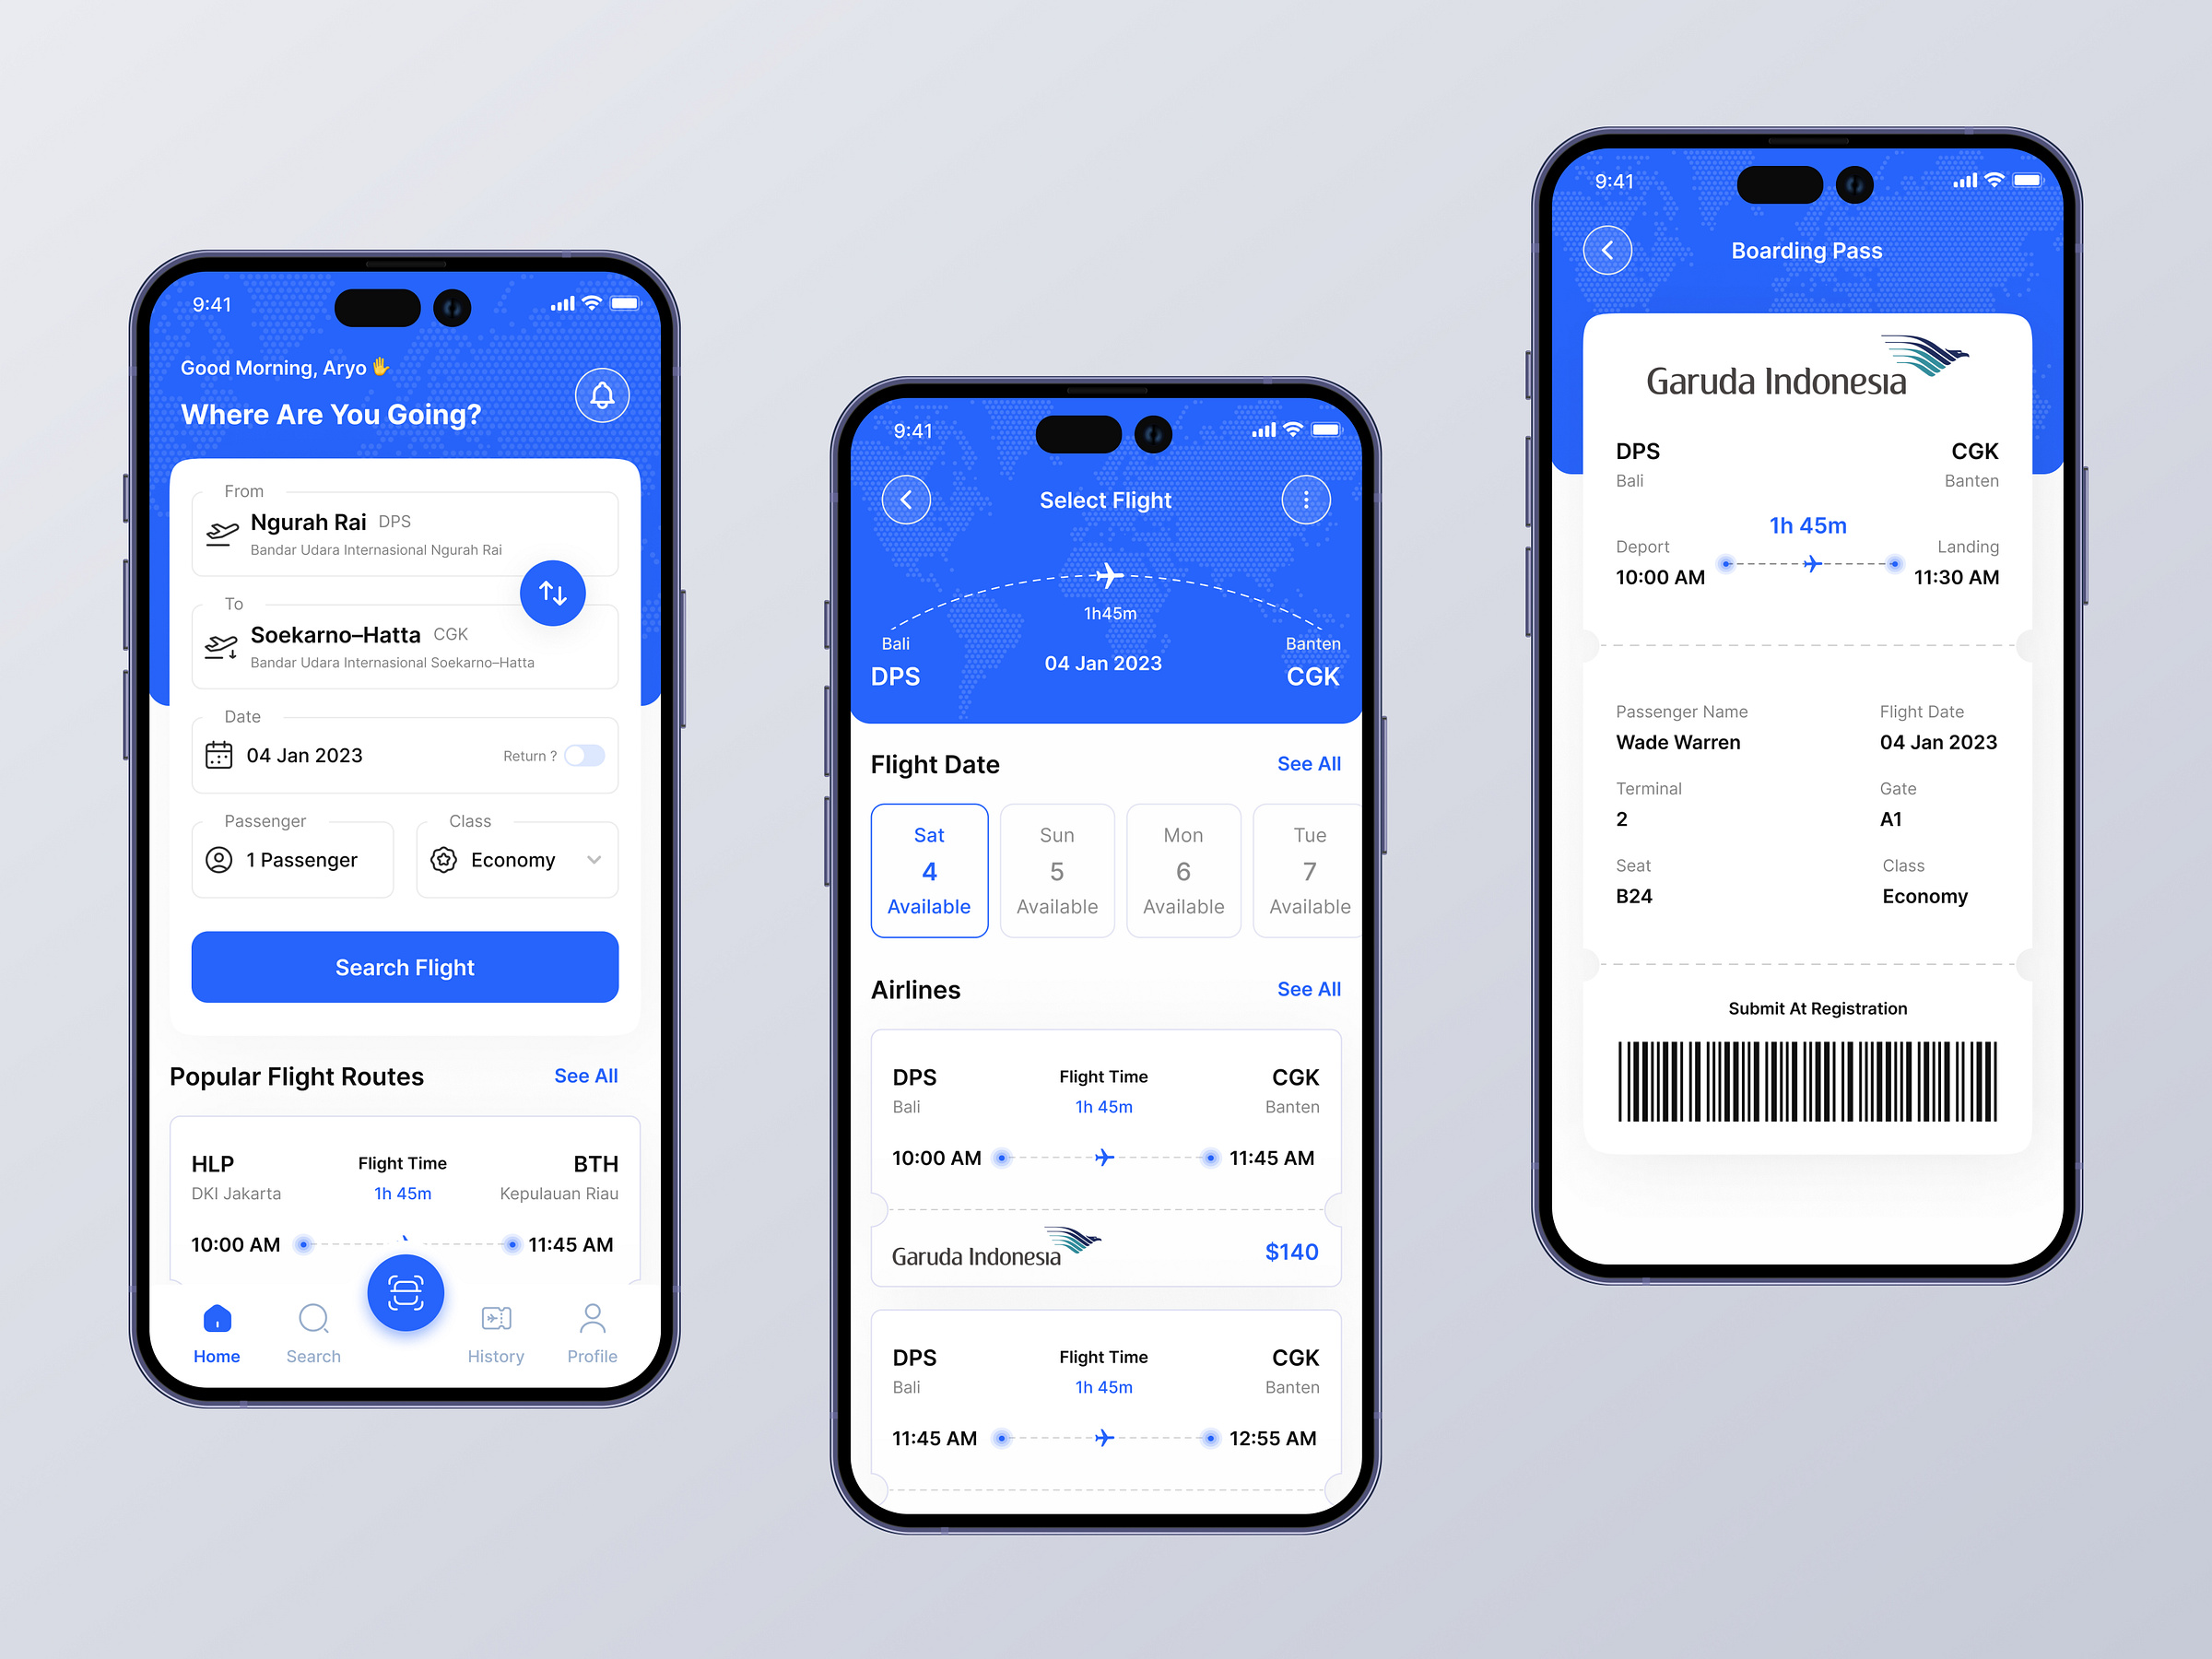 9:41
Good Morning, Aryo 🖐
Where Are You Going?
From
Ngurah Rai DPS
Bandar Udara Internasional Ngurah Rai
To
Soekarno–Hatta CGK
Bandar Udara Internasional Soekarno–Hatta
Date
04 Jan 2023 Return ?
Passenger Class
1 Passenger Economy
Search Flight
Popular Flight Routes See All
HLP Flight Time BTH
DKI Jakarta 1h 45m Kepulauan Riau
10:00 AM 11:45 AM
Home Search History Profile
9:41
Select Flight
1h45m
Bali Banten
04 Jan 2023
DPS CGK
Flight Date See All
Sat Sun Mon Tue
4 5 6 7
Available Available Available Available
Airlines See All
DPS Flight Time CGK
Bali 1h 45m Banten
10:00 AM 11:45 AM
Garuda Indonesia $140
DPS Flight Time CGK
Bali 1h 45m Banten
11:45 AM 12:55 AM
9:41
Boarding Pass
Garuda Indonesia
DPS CGK
Bali Banten
1h 45m
Deport Landing
10:00 AM 11:30 AM
Passenger Name Flight Date
Wade Warren 04 Jan 2023
Terminal Gate
2 A1
Seat Class
B24 Economy
Submit At Registration